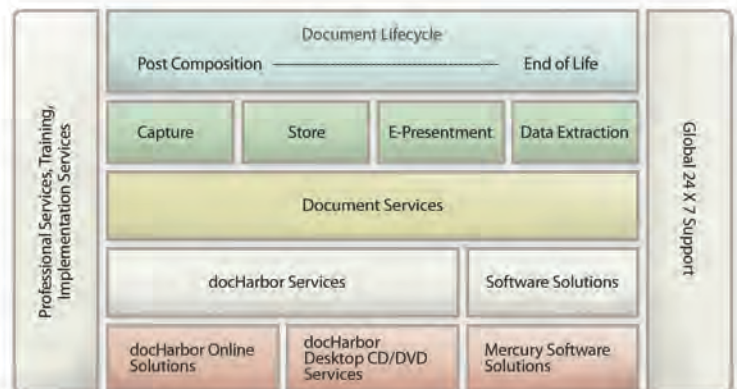 Professional Services, Training,
Implementation Services
Document Lifecycle
Post Composition
End of Life
Capture
Store
E-Presentment
Data Extraction
Document Services
docHarbor Services
Software Solutions
docHarbor Online
Solutions
docHarbor
Desktop CD/DVD
Services
Mercury Software
Solutions
Global 24 X 7 Support